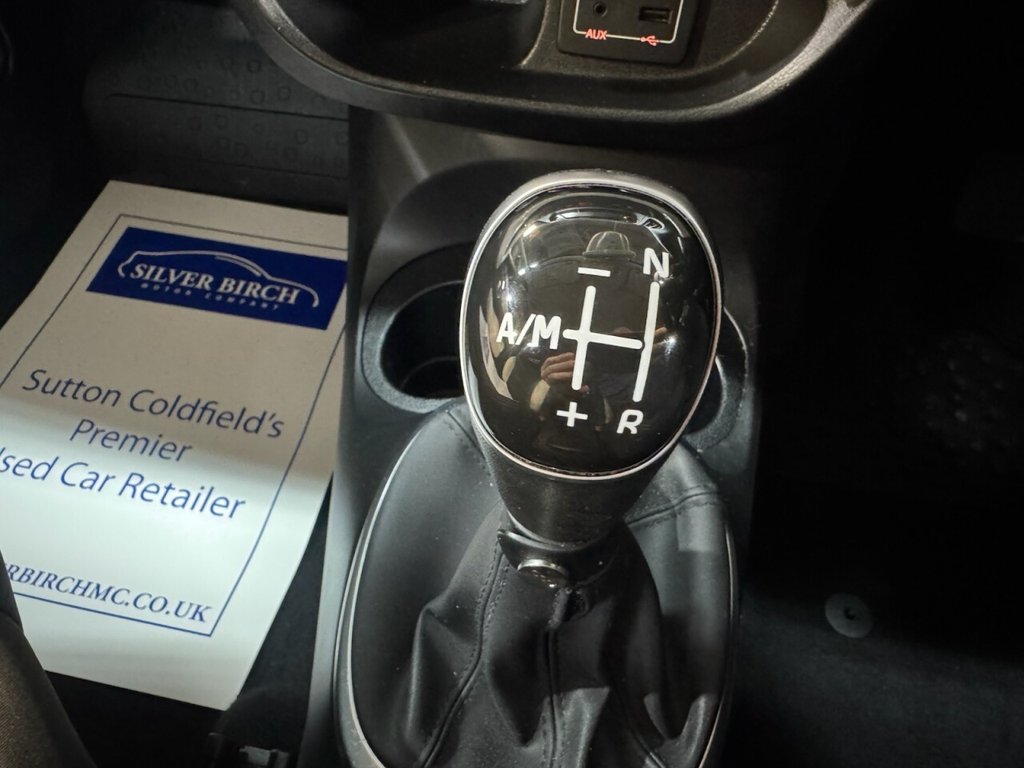 AUX
SILVER BIRCH
MOTOR COMPANY
Sutton Coldfield's
Premier
sed Car Retailer
RBIRCHMC.CO.UK
− N
A/M
+ R